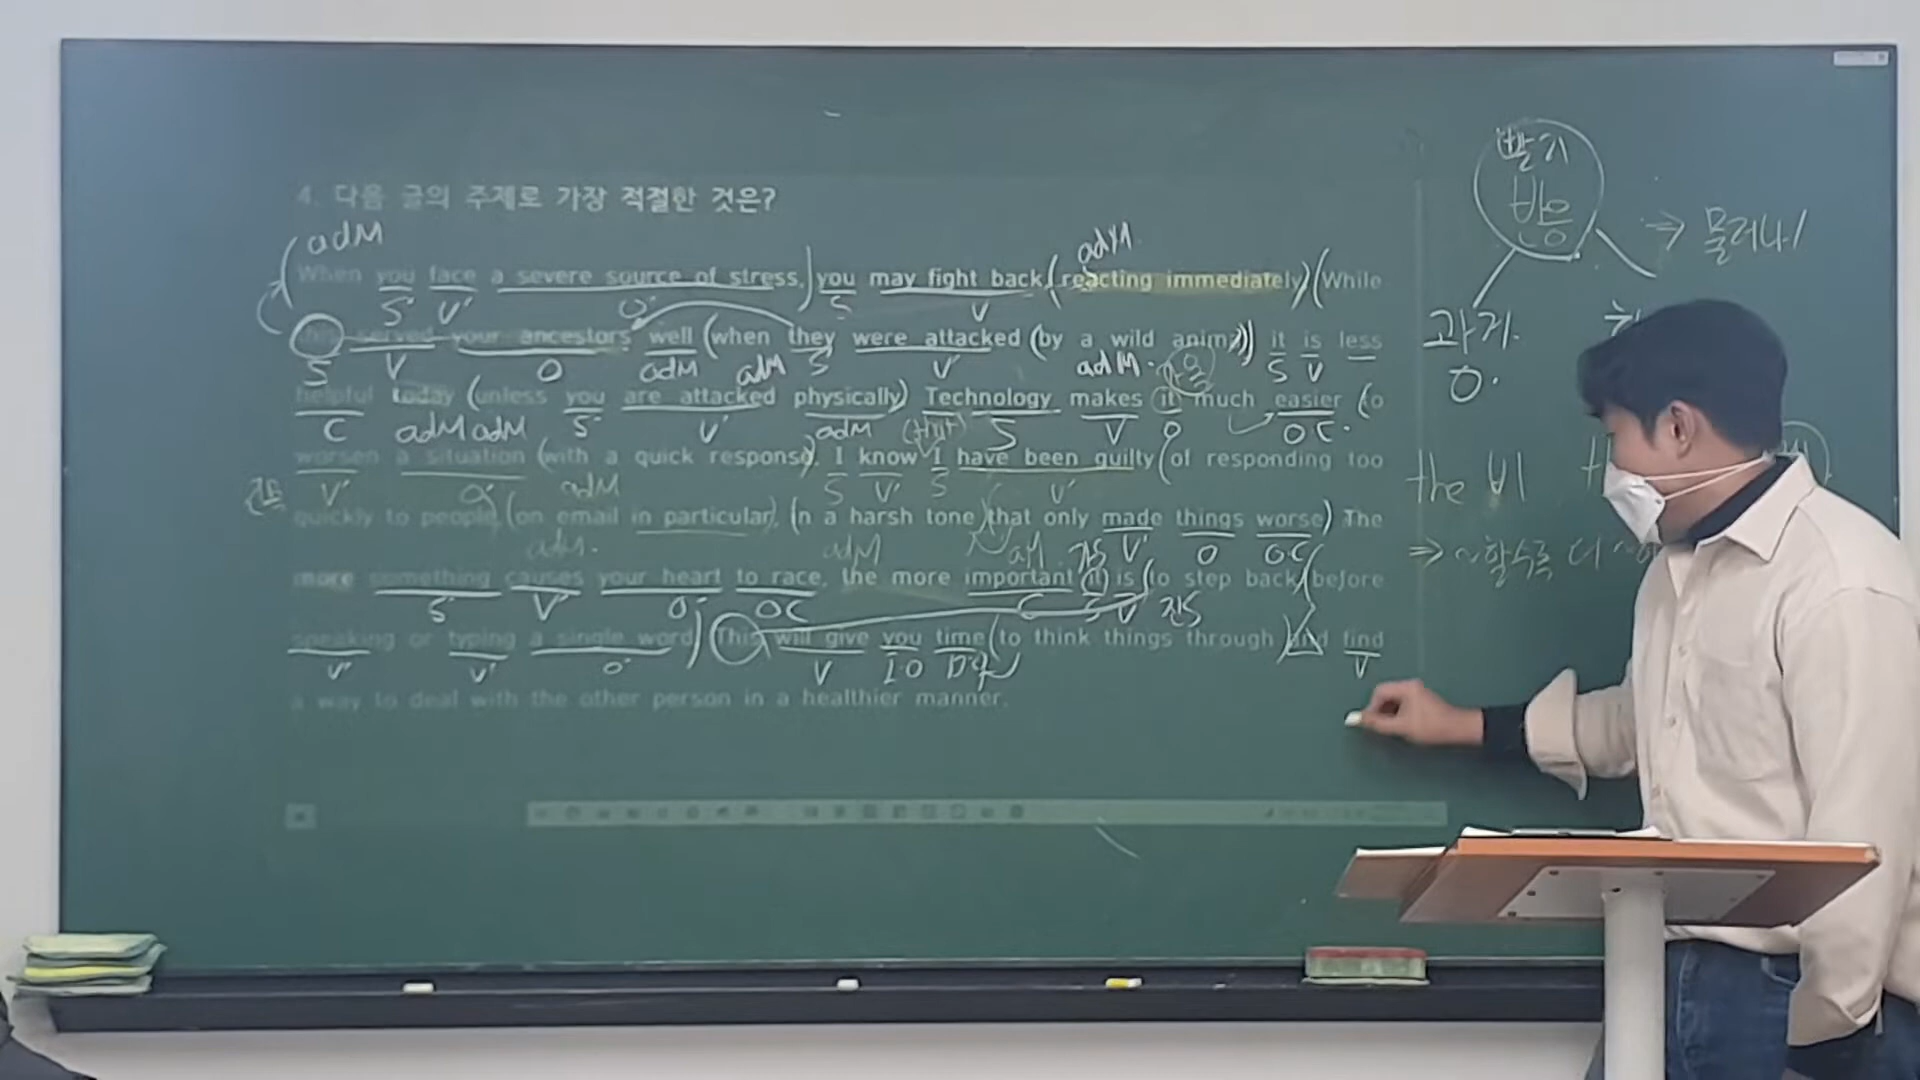 4. 다음 글의 주제로 가장 적절한 것은?
adM
adM
When you face a severe source of stress, you may fight back, (reacting immediately) (While
S' V' O' S V
this served your ancestors well (when they were attacked (by a wild animal)) it is less
S V O adM adM S' V' adM. S V
helpful today (unless you are attacked physically) Technology makes it much easier (to
C adM adM S' V' adM S V O OC.
worsen a situation (with a quick response). I know I have been guilty (of responding too
V' O' adM S V' S V'
quickly to people, (on email in particular), (in a harsh tone) that only made things worse) The
adM. adM V' O' OC
more something causes your heart to race, the more important it is (to step back (before
S' V' O' OC C S V 진S
speaking or typing a single word) This will give you time (to think things through) and find
V' V' O' V I.O D.O V
a way to deal with the other person in a healthier manner.
빨리
반응
⇒ 물러나기
과거.
O.
the 비
⇒ ~할수록 더